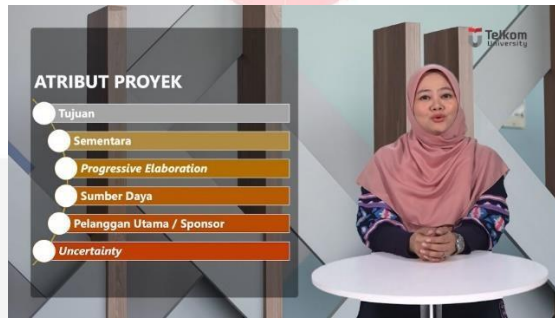 Telkom
University
ATRIBUT PROYEK
Tujuan
Sementara
Progressive Elaboration
Sumber Daya
Pelanggan Utama / Sponsor
Uncertainty